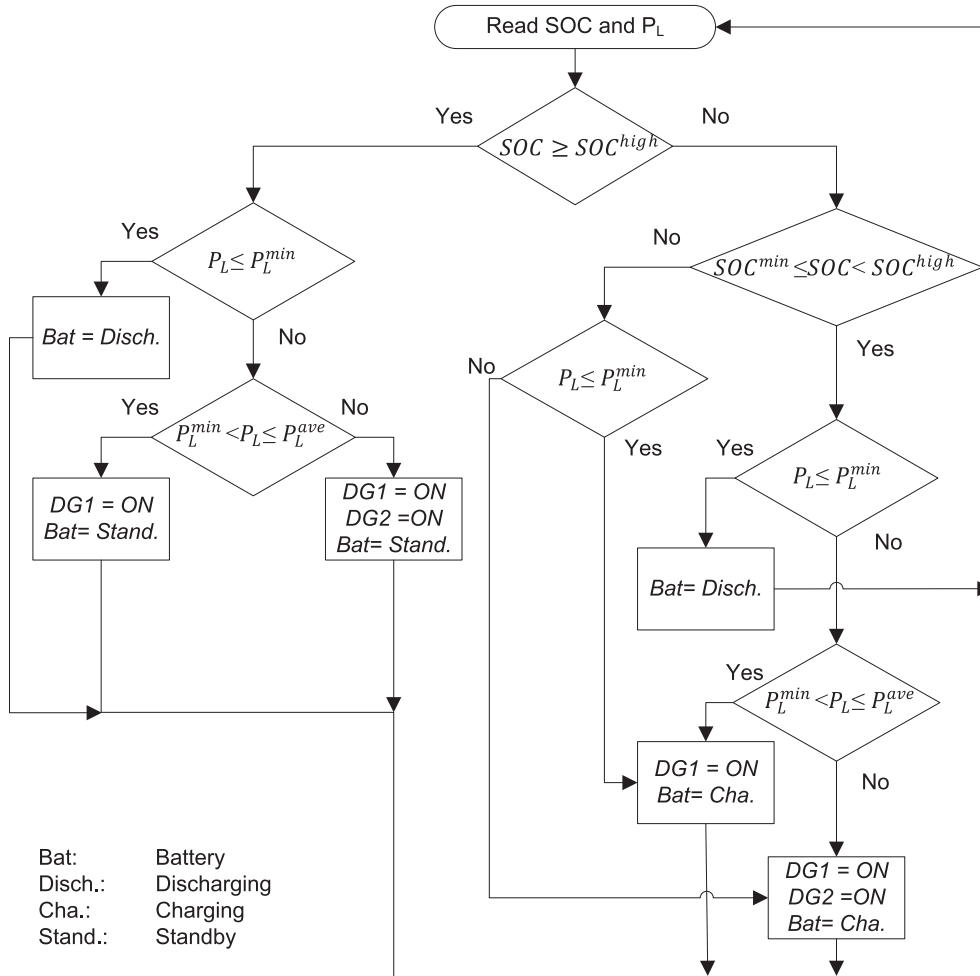 Read SOC and P_L
Yes
No
SOC ≥ SOC^{high}
Yes
P_L ≤ P_L^{min}
No
SOC^{min} ≤SOC< SOC^{high}
Bat = Disch.
No
No
P_L ≤ P_L^{min}
Yes
Yes
P_L^{min} <P_L ≤ P_L^{ave}
No
Yes
Yes
P_L ≤ P_L^{min}
DG1 = ON
Bat= Stand.
DG1 = ON
DG2 =ON
Bat= Stand.
No
Bat= Disch.
Yes
P_L^{min} <P_L ≤ P_L^{ave}
DG1 = ON
Bat= Cha.
No
DG1 = ON
DG2 =ON
Bat= Cha.
Bat: Battery
Disch.: Discharging
Cha.: Charging
Stand.: Standby